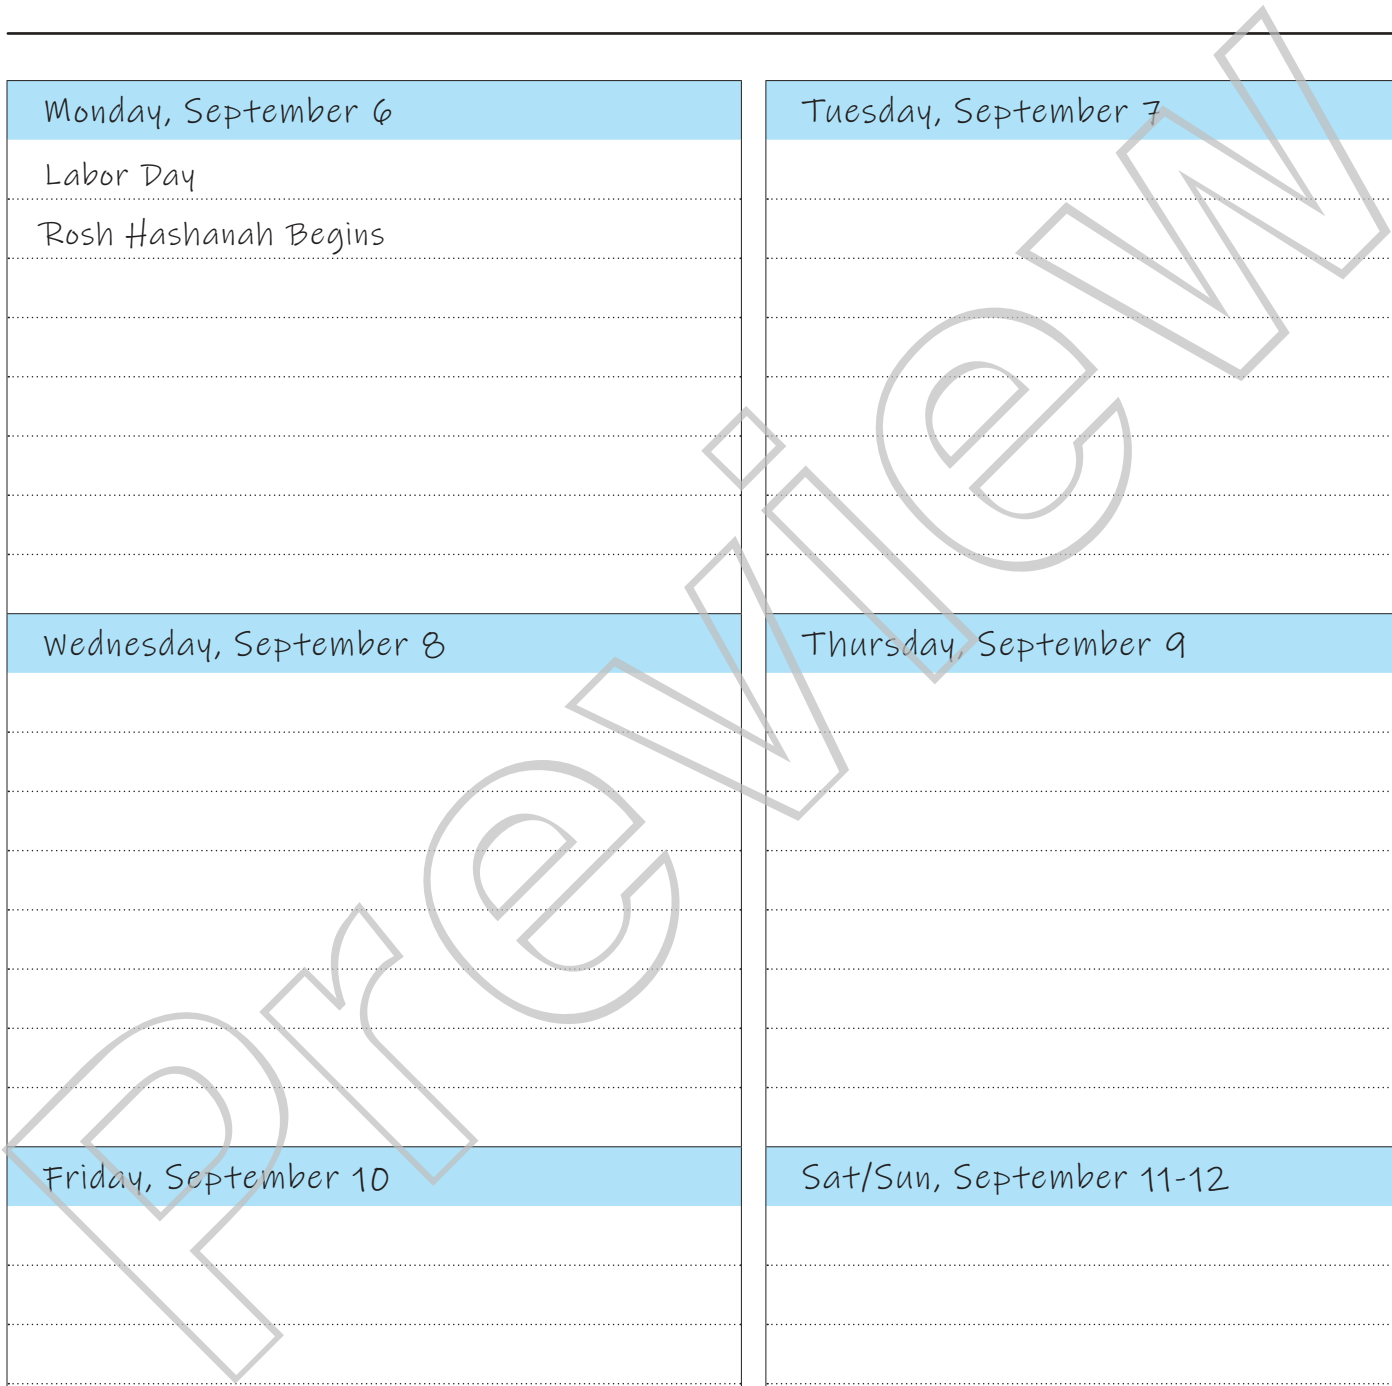 Monday, September 6
Labor Day
Rosh Hashanah Begins
Tuesday, September 7
Wednesday, September 8
Thursday, September 9
Friday, September 10
Sat/Sun, September 11-12
Preview